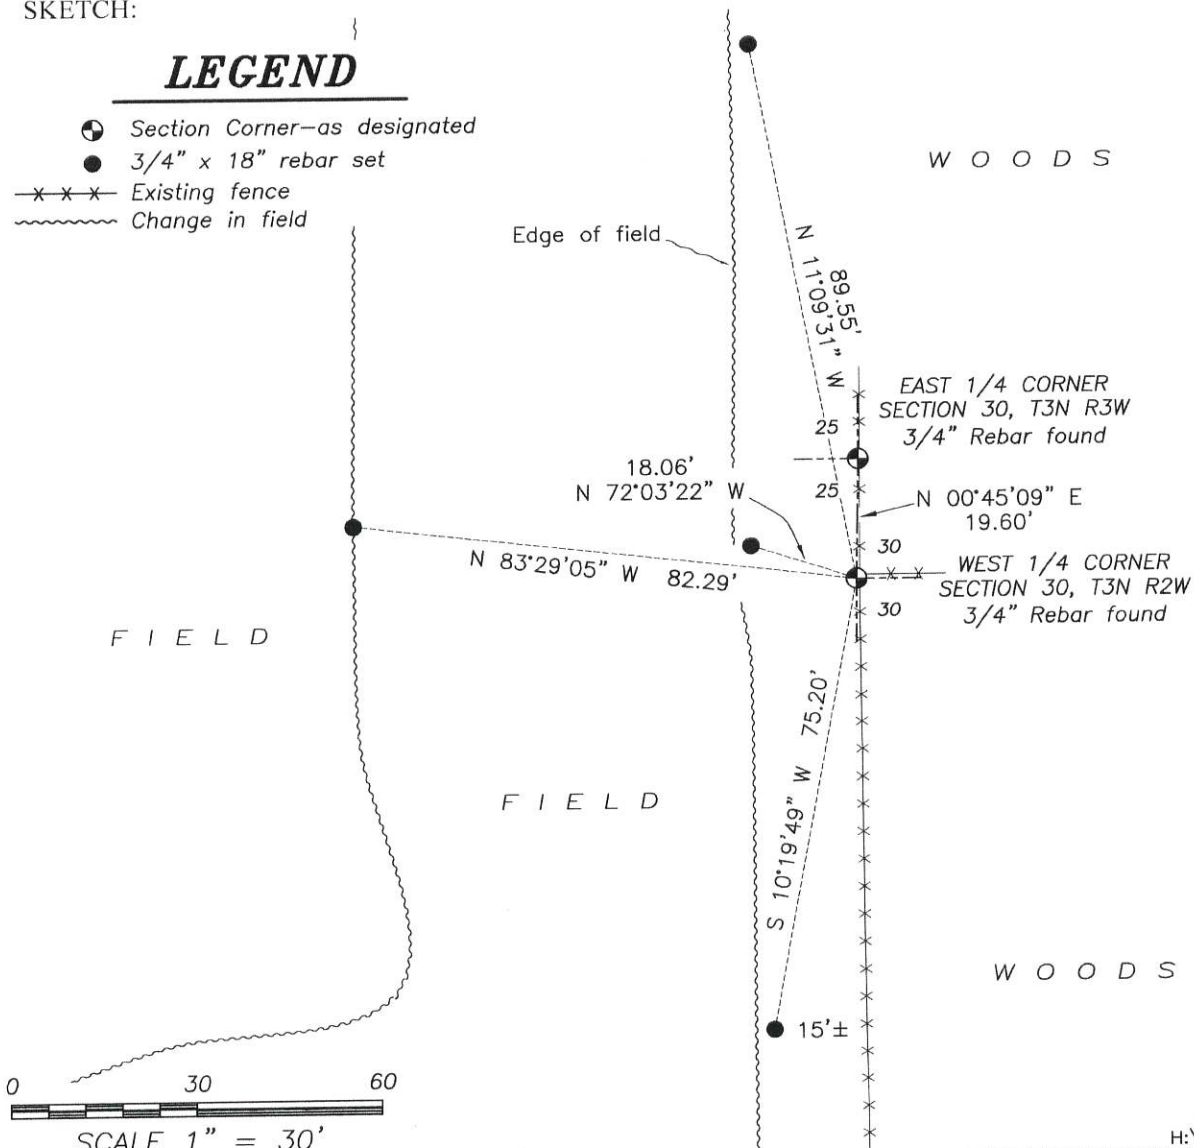 SKETCH:
LEGEND
Section Corner-as designated
3/4" x 18" rebar set
Existing fence
Change in field
W O O D S
Edge of field
N 11°09'31" W
89.55'
EAST 1/4 CORNER
SECTION 30, T3N R3W
3/4" Rebar found
25
25
18.06'
N 72°03'22" W
N 00°45'09" E
19.60'
30
30
WEST 1/4 CORNER
SECTION 30, T3N R2W
3/4" Rebar found
N 83°29'05" W 82.29'
F I E L D
S 10°19'49" W 75.20'
F I E L D
W O O D S
15'±
0 30 60
SCALE 1" = 30'
H:\